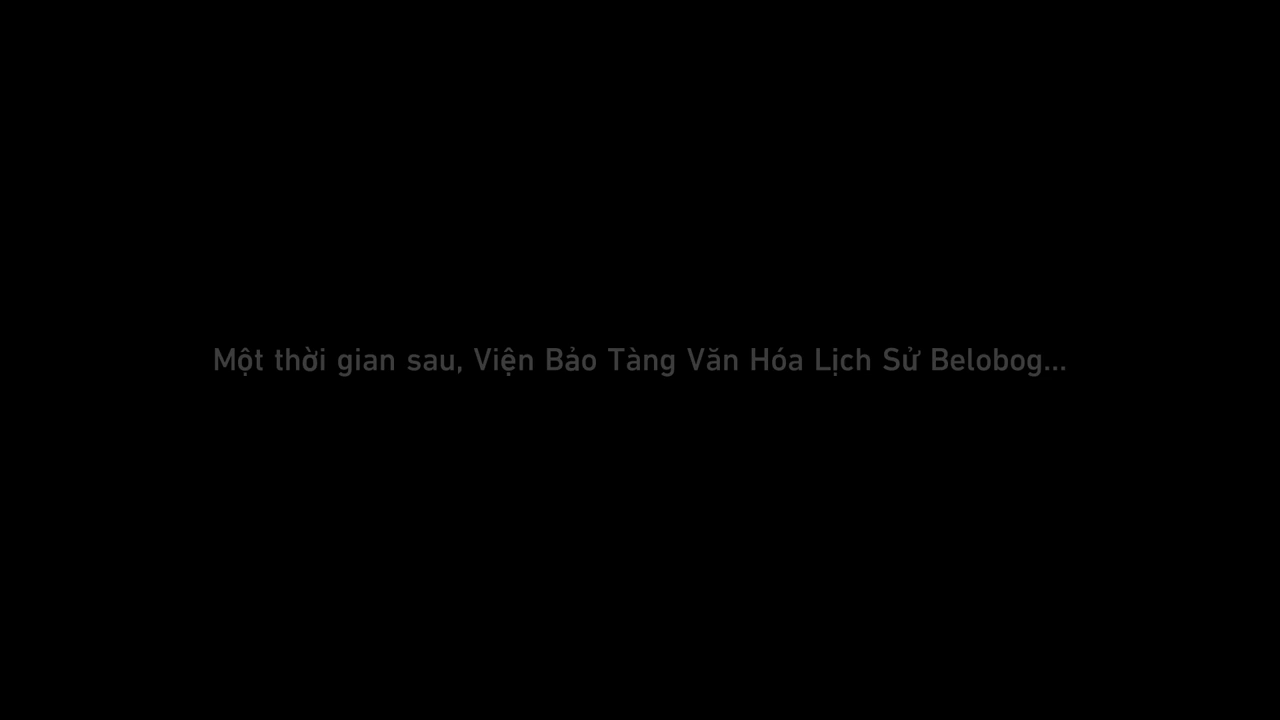 Một thời gian sau, Viện Bảo Tàng Văn Hóa Lịch Sử Belobog...